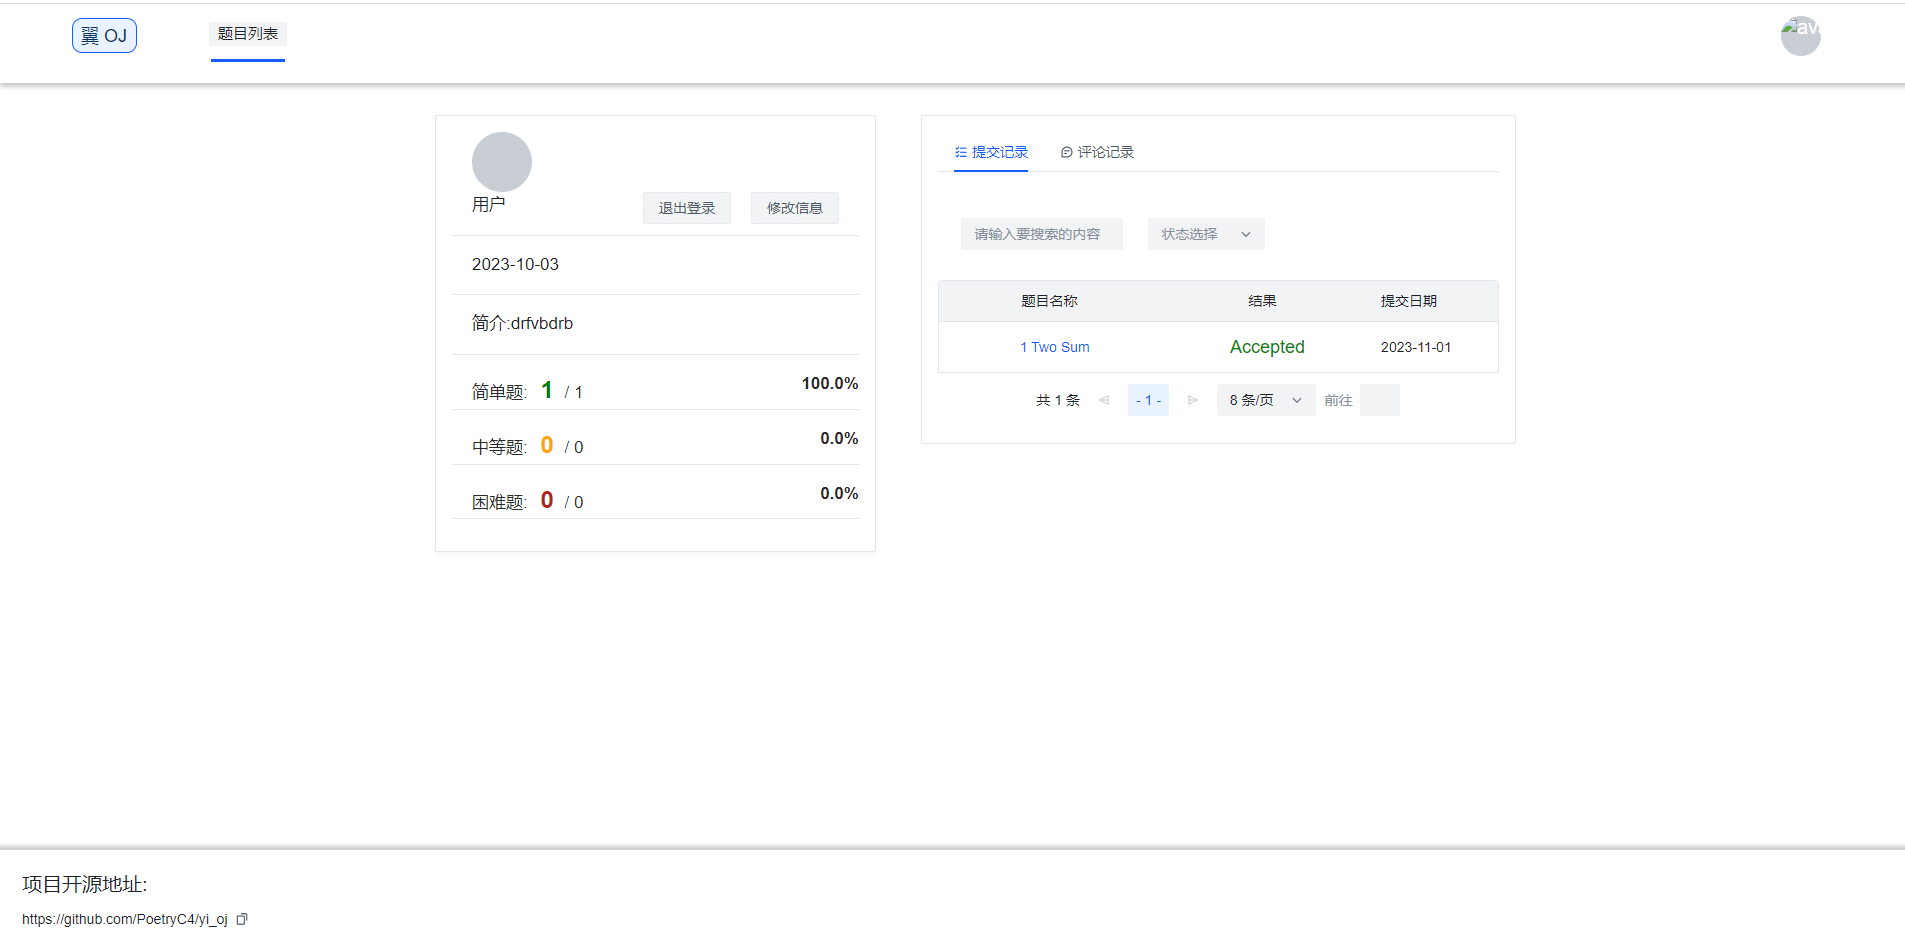 翼 OJ
题目列表
av
用户
退出登录
修改信息
2023-10-03
简介:drfvbdrb
简单题: 1 / 1 100.0%
中等题: 0 / 0 0.0%
困难题: 0 / 0 0.0%
提交记录 评论记录
请输入要搜索的内容 状态选择
题目名称 结果 提交日期
1 Two Sum Accepted 2023-11-01
共 1 条 - 1 - 8 条/页 前往
项目开源地址:
https://github.com/PoetryC4/yi_oj